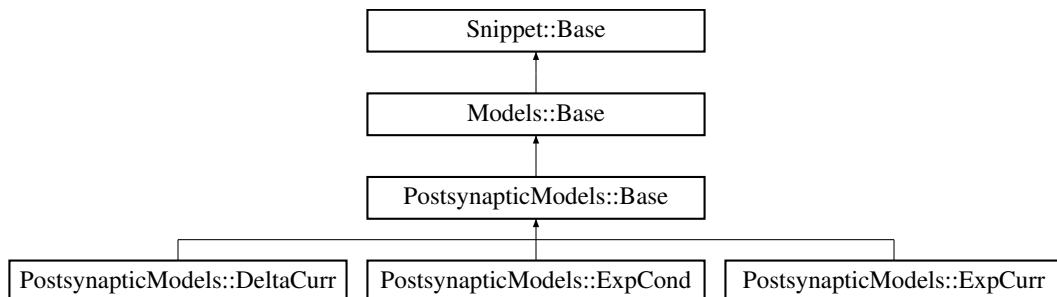 Snippet::Base
Models::Base
PostsynapticModels::Base
PostsynapticModels::DeltaCurr PostsynapticModels::ExpCond PostsynapticModels::ExpCurr